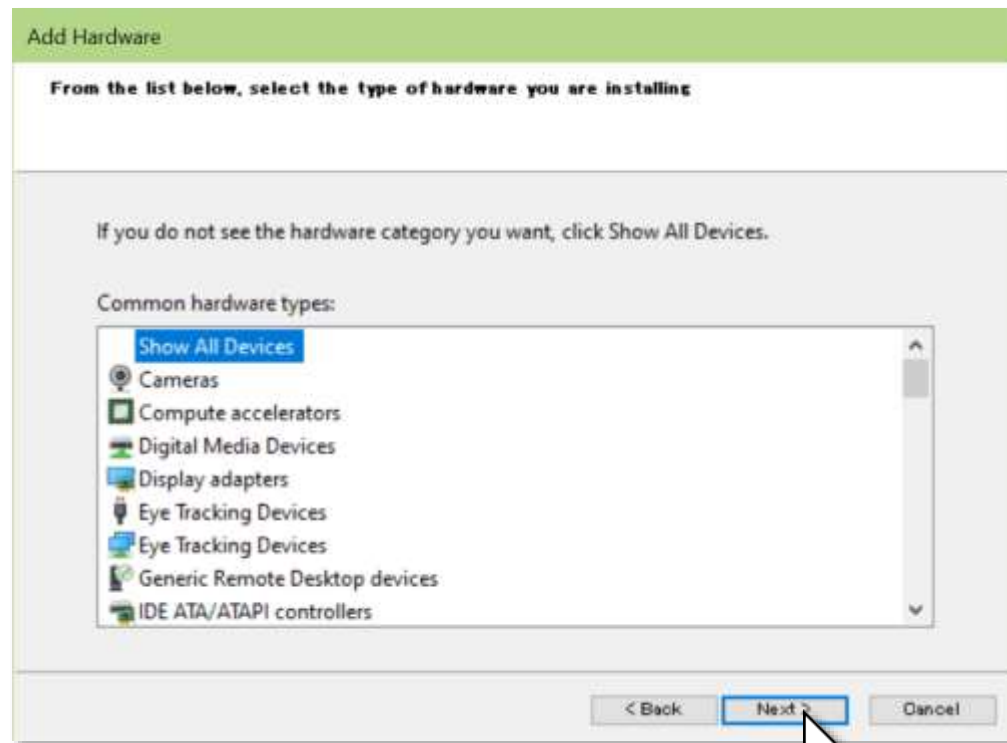 Add Hardware
From the list below, select the type of hardware you are installing
If you do not see the hardware category you want, click Show All Devices.
Common hardware types:
Show All Devices
Cameras
Compute accelerators
Digital Media Devices
Display adapters
Eye Tracking Devices
Eye Tracking Devices
Generic Remote Desktop devices
IDE ATA/ATAPI controllers
< Back Next > Cancel